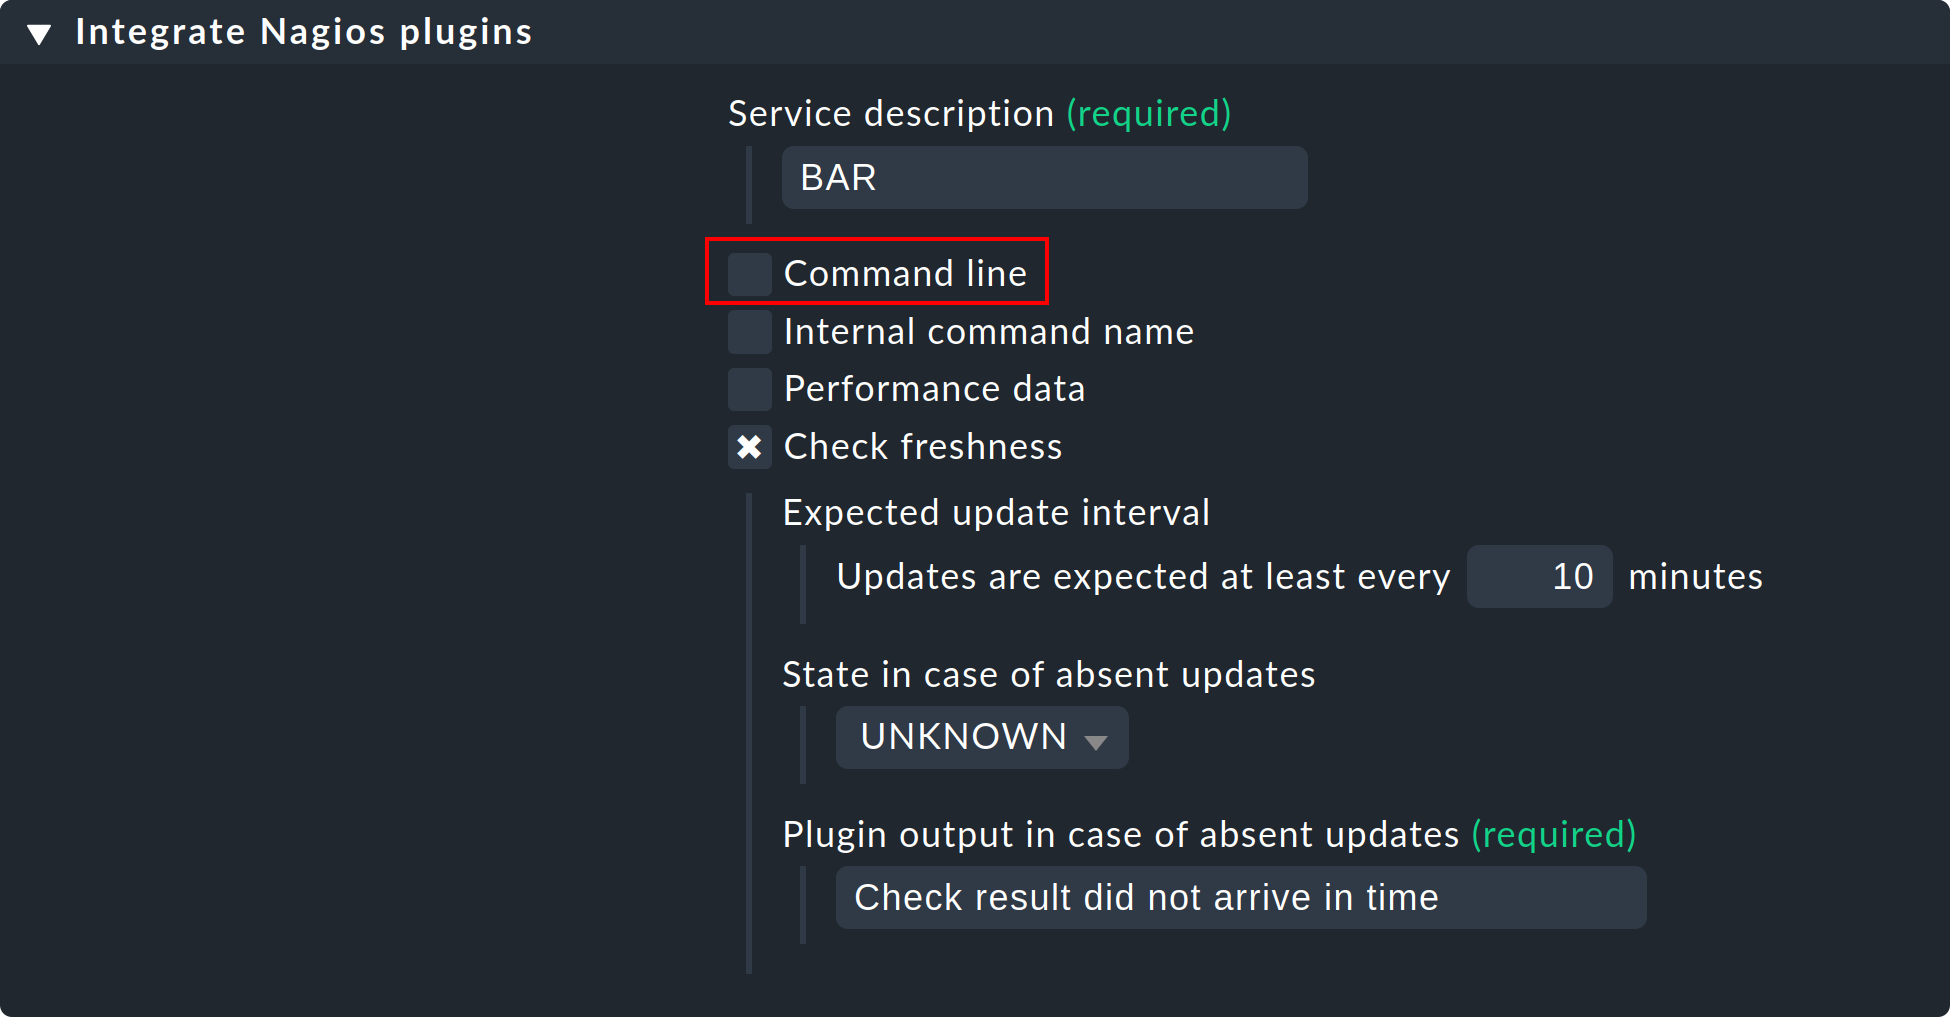 Integrate Nagios plugins
Service description (required)
BAR
Command line
Internal command name
Performance data
Check freshness
Expected update interval
Updates are expected at least every 10 minutes
State in case of absent updates
UNKNOWN
Plugin output in case of absent updates (required)
Check result did not arrive in time